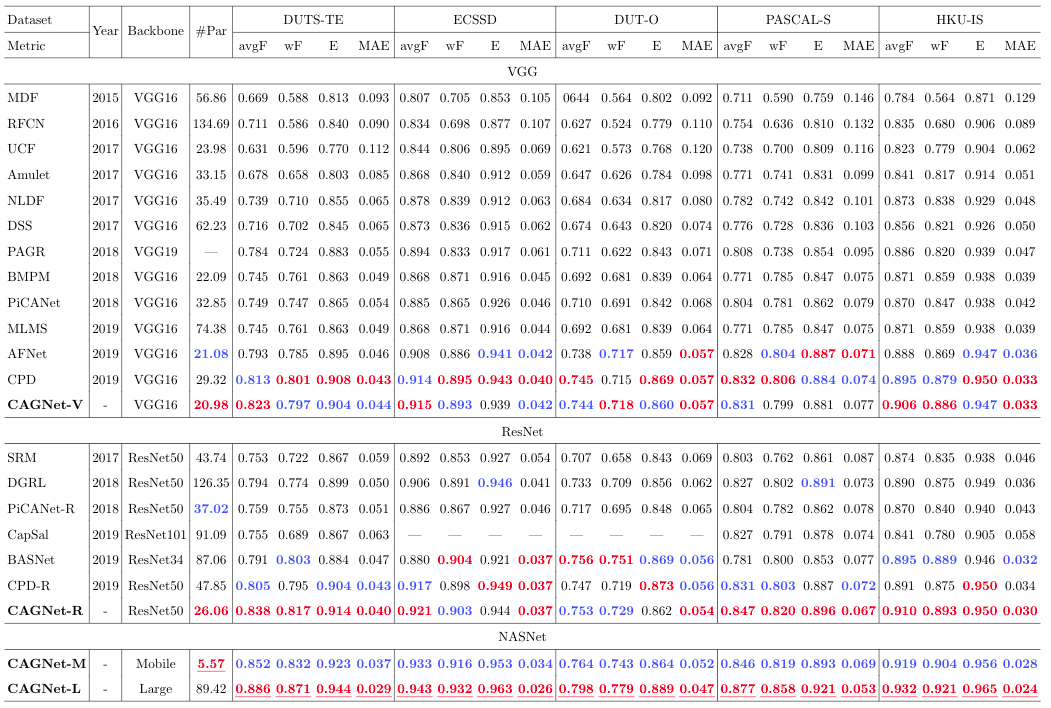 Dataset Year Backbone #Par DUTS-TE ECSSD DUT-O PASCAL-S HKU-IS
Metric avgF wF E MAE avgF wF E MAE avgF wF E MAE avgF wF E MAE avgF wF E MAE
VGG
MDF 2015 VGG16 56.86 0.669 0.588 0.813 0.093 0.807 0.705 0.853 0.105 0644 0.564 0.802 0.092 0.711 0.590 0.759 0.146 0.784 0.564 0.871 0.129
RFCN 2016 VGG16 134.69 0.711 0.586 0.840 0.090 0.834 0.698 0.877 0.107 0.627 0.524 0.779 0.110 0.754 0.636 0.810 0.132 0.835 0.680 0.906 0.089
UCF 2017 VGG16 23.98 0.631 0.596 0.770 0.112 0.844 0.806 0.895 0.069 0.621 0.573 0.768 0.120 0.738 0.700 0.809 0.116 0.823 0.779 0.904 0.062
Amulet 2017 VGG16 33.15 0.678 0.658 0.803 0.085 0.868 0.840 0.912 0.059 0.647 0.626 0.784 0.098 0.771 0.741 0.831 0.099 0.841 0.817 0.914 0.051
NLDF 2017 VGG16 35.49 0.739 0.710 0.855 0.065 0.878 0.839 0.912 0.063 0.684 0.634 0.817 0.080 0.782 0.742 0.842 0.101 0.873 0.838 0.929 0.048
DSS 2017 VGG16 62.23 0.716 0.702 0.845 0.065 0.873 0.836 0.915 0.062 0.674 0.643 0.820 0.074 0.776 0.728 0.836 0.103 0.856 0.821 0.926 0.050
PAGR 2018 VGG19 — 0.784 0.724 0.883 0.055 0.894 0.833 0.917 0.061 0.711 0.622 0.843 0.071 0.808 0.738 0.854 0.095 0.886 0.820 0.939 0.047
BMPM 2018 VGG16 22.09 0.745 0.761 0.863 0.049 0.868 0.871 0.916 0.045 0.692 0.681 0.839 0.064 0.771 0.785 0.847 0.075 0.871 0.859 0.938 0.039
PiCANet 2018 VGG16 32.85 0.749 0.747 0.865 0.054 0.885 0.865 0.926 0.046 0.710 0.691 0.842 0.068 0.804 0.781 0.862 0.079 0.870 0.847 0.938 0.042
MLMS 2019 VGG16 74.38 0.745 0.761 0.863 0.049 0.868 0.871 0.916 0.044 0.692 0.681 0.839 0.064 0.771 0.785 0.847 0.075 0.871 0.859 0.938 0.039
AFNet 2019 VGG16 21.08 0.793 0.785 0.895 0.046 0.908 0.886 0.941 0.042 0.738 0.717 0.859 0.057 0.828 0.804 0.887 0.071 0.888 0.869 0.947 0.036
CPD 2019 VGG16 29.32 0.813 0.801 0.908 0.043 0.914 0.895 0.943 0.040 0.745 0.715 0.869 0.057 0.832 0.806 0.884 0.074 0.895 0.879 0.950 0.033
CAGNet-V - VGG16 20.98 0.823 0.797 0.904 0.044 0.915 0.893 0.939 0.042 0.744 0.718 0.860 0.057 0.831 0.799 0.881 0.077 0.906 0.886 0.947 0.033
ResNet
SRM 2017 ResNet50 43.74 0.753 0.722 0.867 0.059 0.892 0.853 0.927 0.054 0.707 0.658 0.843 0.069 0.803 0.762 0.861 0.087 0.874 0.835 0.938 0.046
DGRL 2018 ResNet50 126.35 0.794 0.774 0.899 0.050 0.906 0.891 0.946 0.041 0.733 0.709 0.856 0.062 0.827 0.802 0.891 0.073 0.890 0.875 0.949 0.036
PiCANet-R 2018 ResNet50 37.02 0.759 0.755 0.873 0.051 0.886 0.867 0.927 0.046 0.717 0.695 0.848 0.065 0.804 0.782 0.862 0.078 0.870 0.840 0.940 0.043
CapSal 2019 ResNet101 91.09 0.755 0.689 0.867 0.063 — — — — — — — — 0.827 0.791 0.878 0.074 0.841 0.780 0.905 0.058
BASNet 2019 ResNet34 87.06 0.791 0.803 0.884 0.047 0.880 0.904 0.921 0.037 0.756 0.751 0.869 0.056 0.781 0.800 0.853 0.077 0.895 0.889 0.946 0.032
CPD-R 2019 ResNet50 47.85 0.805 0.795 0.904 0.043 0.917 0.898 0.949 0.037 0.747 0.719 0.873 0.056 0.831 0.803 0.887 0.072 0.891 0.875 0.950 0.034
CAGNet-R - ResNet50 26.06 0.838 0.817 0.914 0.040 0.921 0.903 0.944 0.037 0.753 0.729 0.862 0.054 0.847 0.820 0.896 0.067 0.910 0.893 0.950 0.030
NASNet
CAGNet-M - Mobile 5.57 0.852 0.832 0.923 0.037 0.933 0.916 0.953 0.034 0.764 0.743 0.864 0.052 0.846 0.819 0.893 0.069 0.919 0.904 0.956 0.028
CAGNet-L - Large 89.42 0.886 0.871 0.944 0.029 0.943 0.932 0.963 0.026 0.798 0.779 0.889 0.047 0.877 0.858 0.921 0.053 0.932 0.921 0.965 0.024